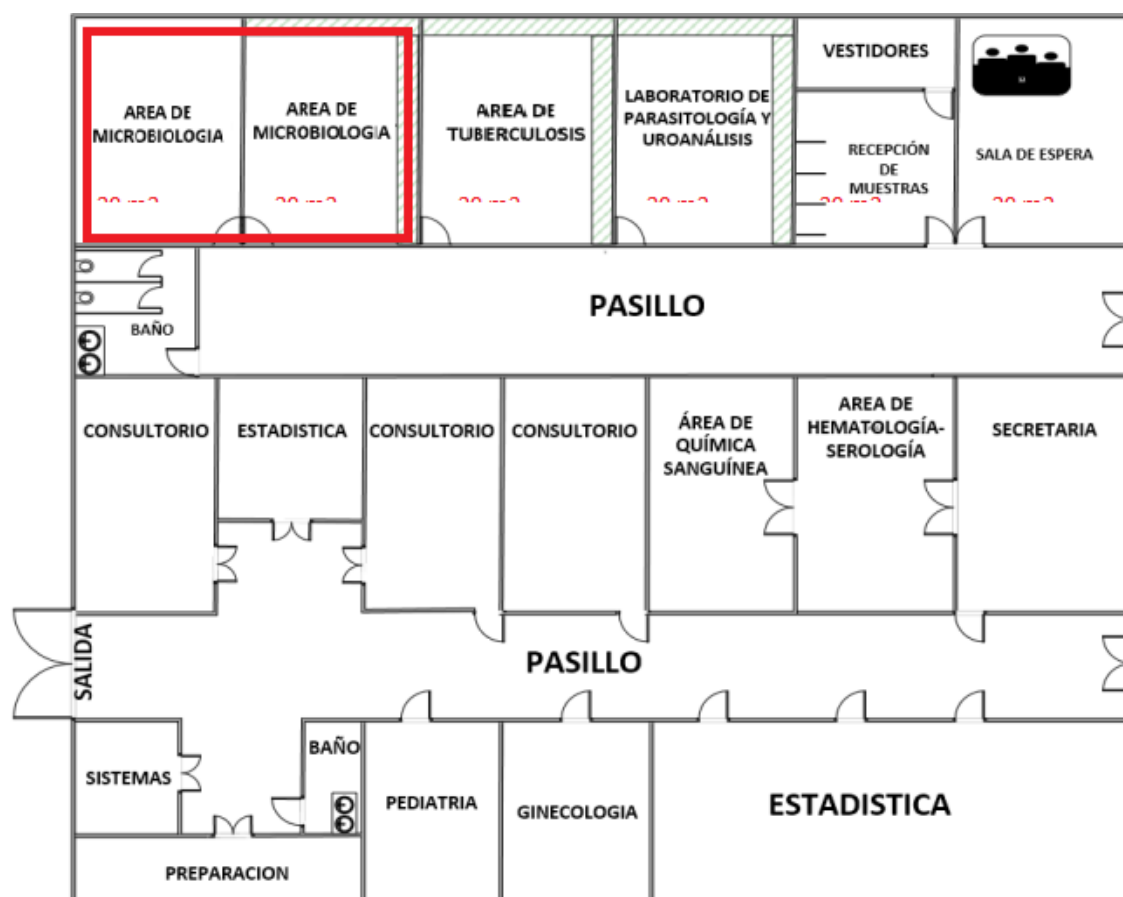 AREA DE
MICROBIOLOGIA
AREA DE
MICROBIOLOGIA
AREA DE
TUBERCULOSIS
LABORATORIO DE
PARASITOLOGÍA Y
UROANÁLISIS
VESTIDORES
RECEPCIÓN
DE
MUESTRAS
SALA DE ESPERA
PASILLO
BAÑO
CONSULTORIO
ESTADISTICA
CONSULTORIO
CONSULTORIO
ÁREA DE
QUÍMICA
SANGUÍNEA
AREA DE
HEMATOLOGÍA-
SEROLOGÍA
SECRETARIA
SALIDA
PASILLO
SISTEMAS
BAÑO
PEDIATRIA
GINECOLOGIA
ESTADISTICA
PREPARACION